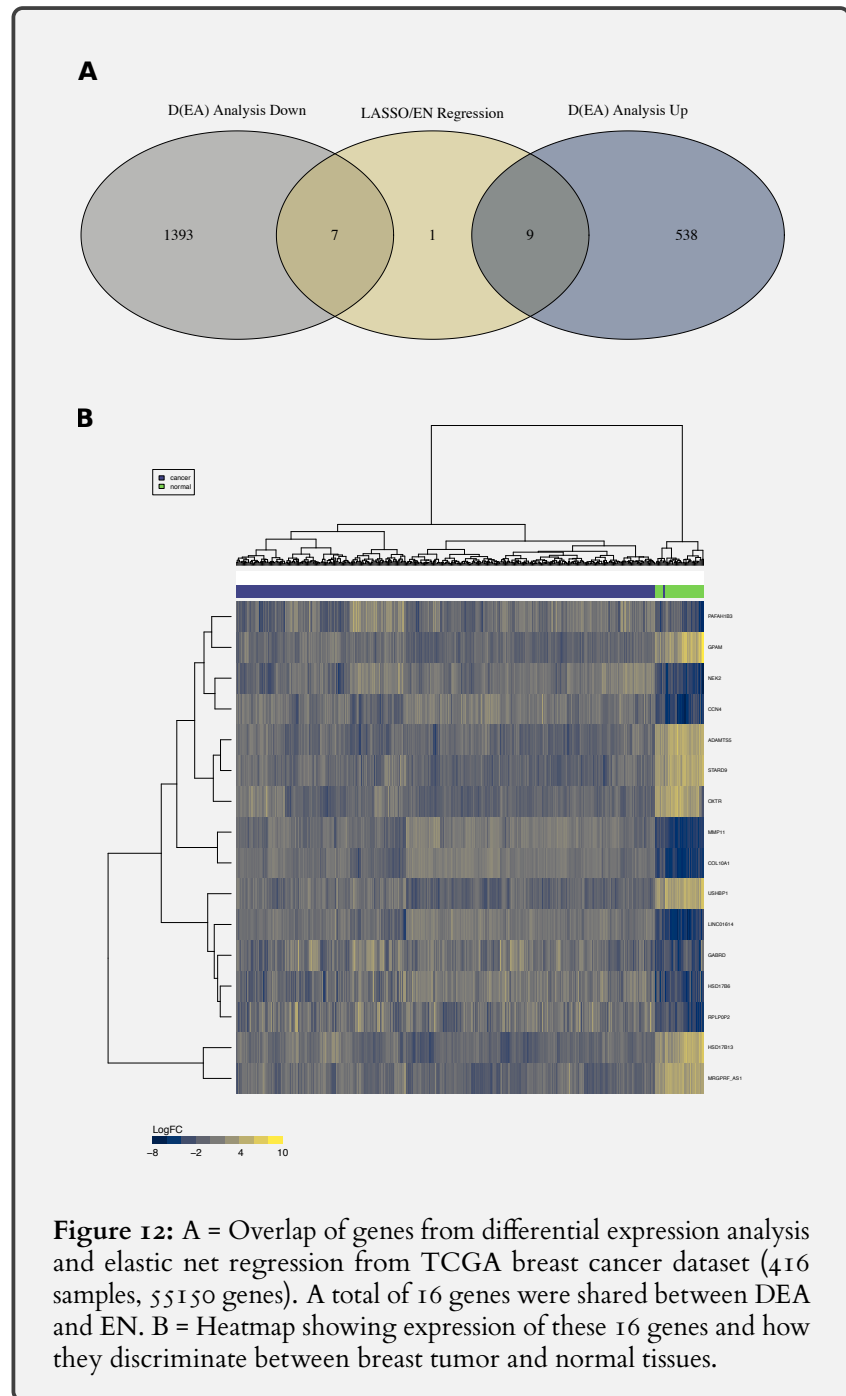 A
D(EA) Analysis Down
LASSO/EN Regression
D(EA) Analysis Up
1393
7
1
9
538
B
cancer
normal
PAFAH1B3
GPAM
NEK2
CCN4
ADAMTS5
STARD9
OXTR
MMP11
COL10A1
USHBP1
LINC01614
GABRD
HSD17B6
RPLP0P2
HSD17B13
MRGPRF_AS1
LogFC
−8 −2 4 10
Figure 12: A = Overlap of genes from differential expression analysis
and elastic net regression from TCGA breast cancer dataset (416
samples, 55150 genes). A total of 16 genes were shared between DEA
and EN. B = Heatmap showing expression of these 16 genes and how
they discriminate between breast tumor and normal tissues.